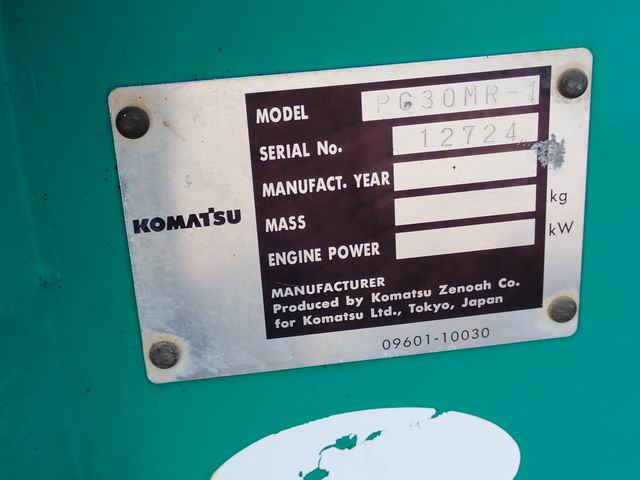 MODEL PC30MR-1
SERIAL No. 12724
MANUFACT. YEAR
KOMATSU
MASS kg
ENGINE POWER kW
MANUFACTURER
Produced by Komatsu Zenoah Co.
for Komatsu Ltd., Tokyo, Japan
09601-10030